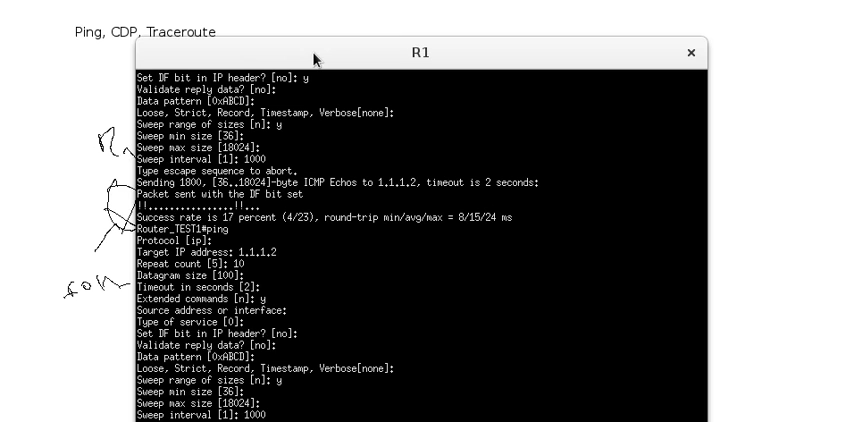 Ping, CDP, Traceroute
R1
Set DF bit in IP header? [no]: y
Validate reply data? [no]:
Data pattern [0xABCD]:
Loose, Strict, Record, Timestamp, Verbose[none]:
Sweep range of sizes [n]: y
Sweep min size [36]:
Sweep max size [18024]:
Sweep interval [1]: 1000
Type escape sequence to abort.
Sending 1800, [36..18024]-byte ICMP Echos to 1.1.1.2, timeout is 2 seconds:
Packet sent with the DF bit set
!!................!!...
Success rate is 17 percent (4/23), round-trip min/avg/max = 8/15/24 ms
Router_TEST1#ping
Protocol [ip]:
Target IP address: 1.1.1.2
Repeat count [5]: 10
Datagram size [100]:
Timeout in seconds [2]:
Extended commands [n]: y
Source address or interface:
Type of service [0]:
Set DF bit in IP header? [no]:
Validate reply data? [no]:
Data pattern [0xABCD]:
Loose, Strict, Record, Timestamp, Verbose[none]:
Sweep range of sizes [n]: y
Sweep min size [36]:
Sweep max size [18024]:
Sweep interval [1]: 1000